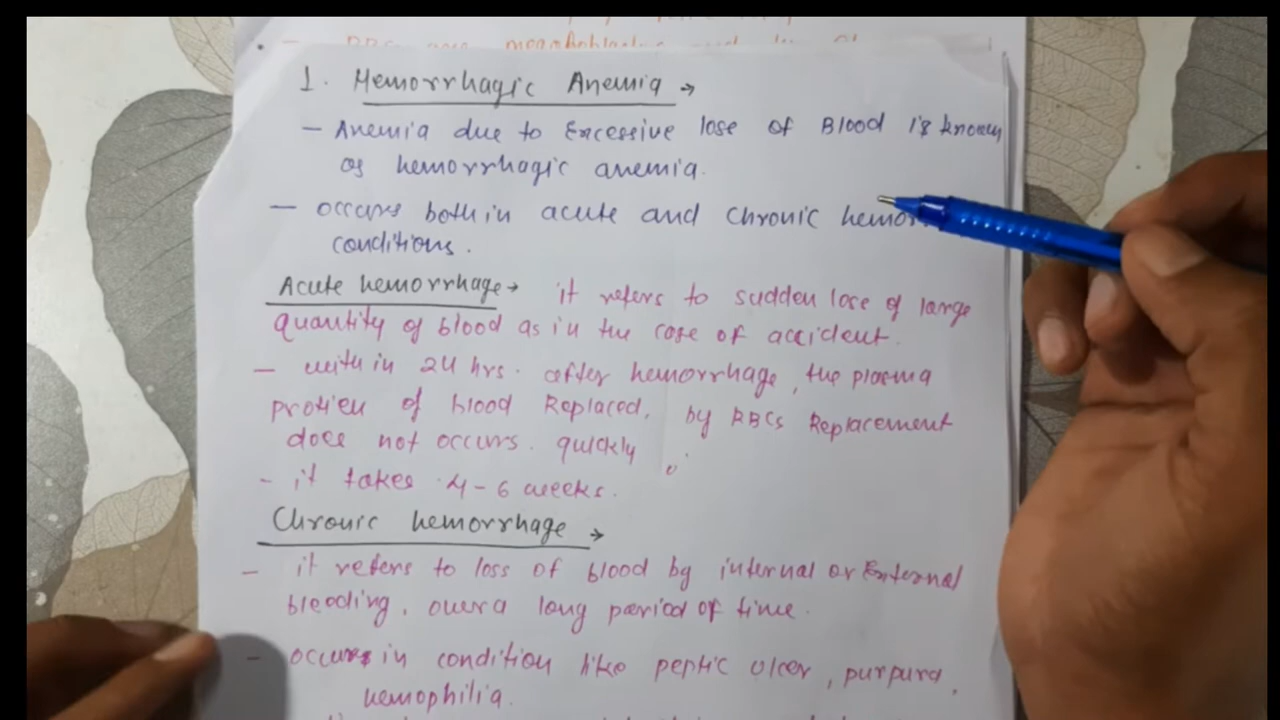 1. Hemorrhagic Anemia →
- Anemia due to Excessive lose of Blood is known
as hemorrhagic anemia.
- occurs both in acute and chronic
conditions.
Acute hemorrhage → it refers to sudden lose of large
quantity of blood as in the case of accident.
- with in 24 hrs. after hemorrhage, the plasma
protien of blood Replaced, by RBCs Replacement
does not occurs. quickly
- it takes 4-6 weeks.
Chronic hemorrhage →
- it refers to loss of blood by internal or External
bleeding, over a long period of time.
- occurs in condition like peptic ulcer, purpura,
hemophilia.